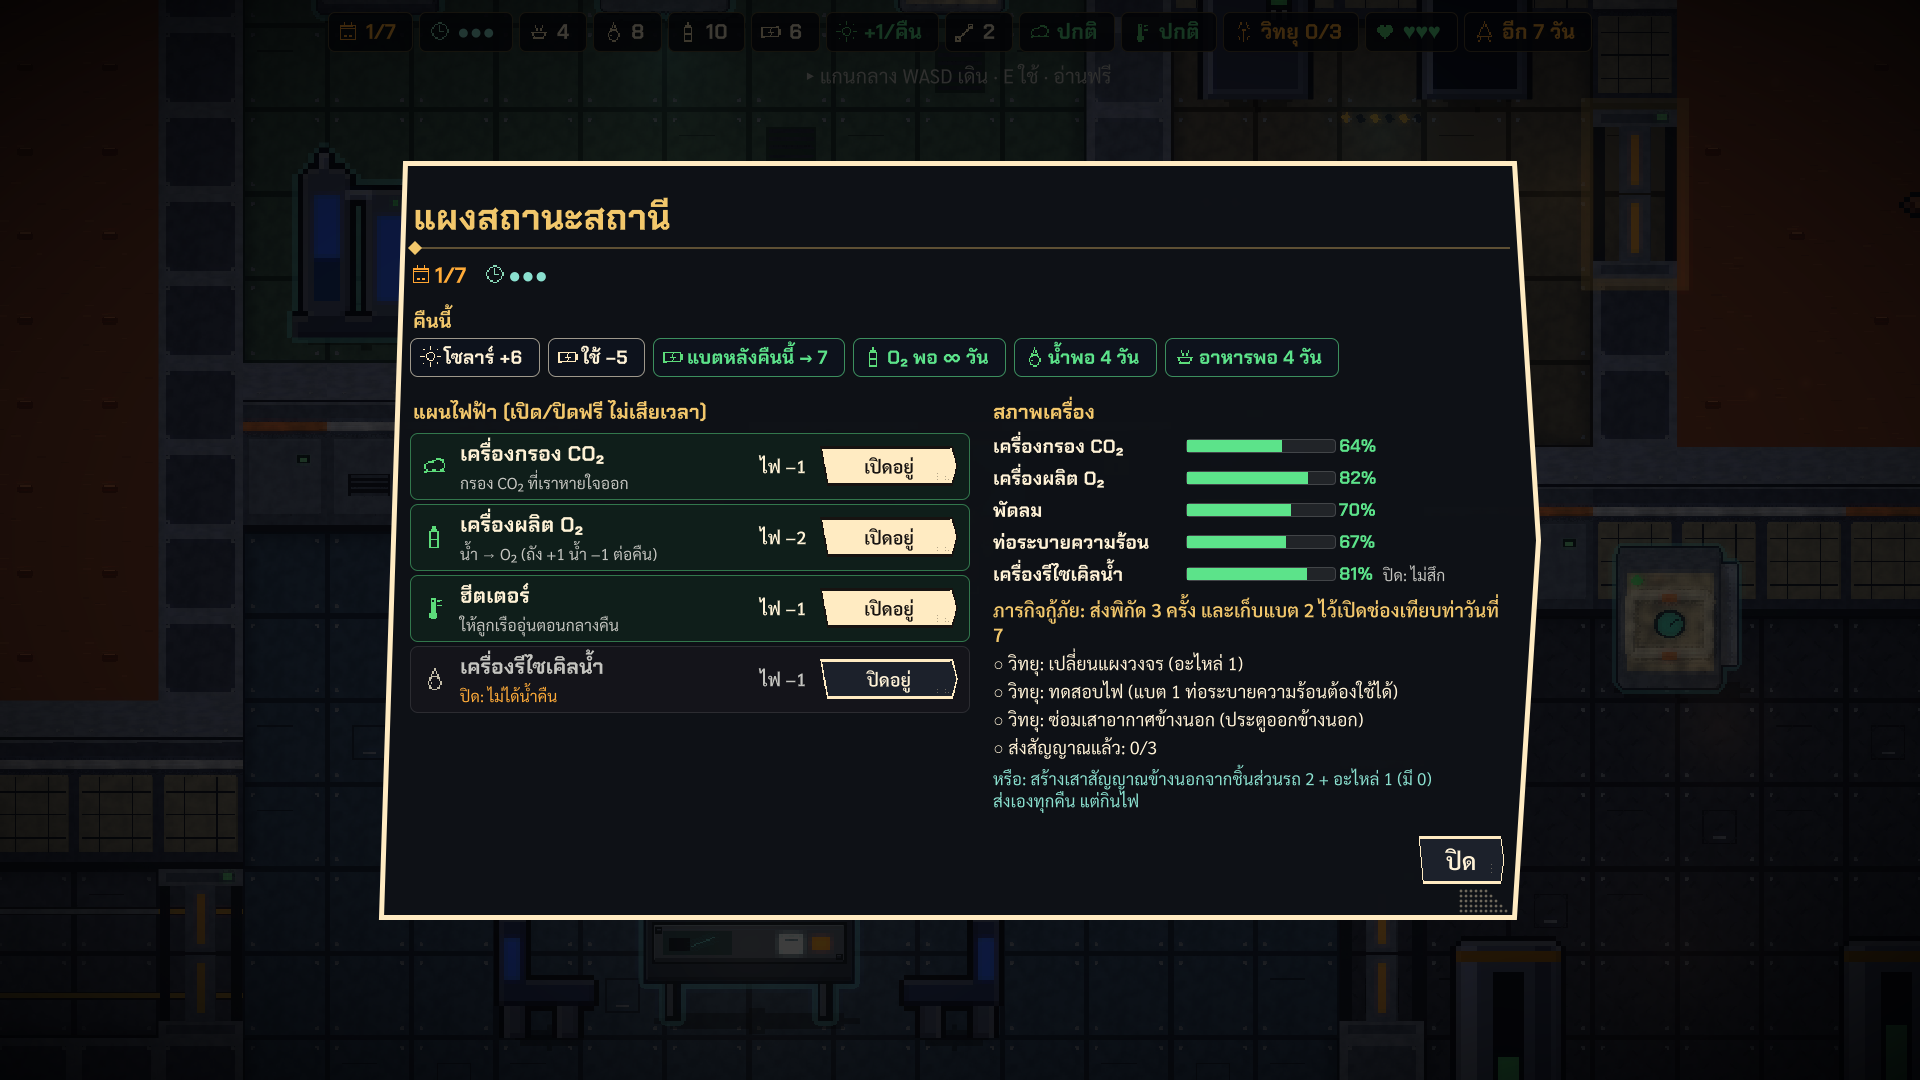 1/7 ●●● 4 8 10 6 +1/คืน 2 ปกติ ปกติ วิทยุ 0/3 ♥♥♥ อีก 7 วัน
▸ แกนกลาง WASD เดิน · E ใช้ · อ่านฟรี
แผงสถานะสถานี
1/7 ●●●
คืนนี้
โซลาร์ +6 ใช้ −5 แบตหลังคืนนี้ → 7 O₂ พอ ∞ วัน น้ำพอ 4 วัน อาหารพอ 4 วัน
แผนไฟฟ้า (เปิด/ปิดฟรี ไม่เสียเวลา)
เครื่องกรอง CO₂ ไฟ −1 เปิดอยู่
กรอง CO₂ ที่เราหายใจออก
เครื่องผลิต O₂ ไฟ −2 เปิดอยู่
น้ำ → O₂ (ถัง +1 น้ำ −1 ต่อคืน)
ฮีตเตอร์ ไฟ −1 เปิดอยู่
ให้ลูกเรืออุ่นตอนกลางคืน
เครื่องรีไซเคิลน้ำ ไฟ −1 ปิดอยู่
ปิด: ไม่ได้น้ำคืน
สภาพเครื่อง
เครื่องกรอง CO₂ 64%
เครื่องผลิต O₂ 82%
พัดลม 70%
ท่อระบายความร้อน 67%
เครื่องรีไซเคิลน้ำ 81% ปิด: ไม่สึก
ภารกิจกู้ภัย: ส่งพิกัด 3 ครั้ง และเก็บแบต 2 ไว้เปิดช่องเทียบท่าวันที่
7
○ วิทยุ: เปลี่ยนแผงวงจร (อะไหล่ 1)
○ วิทยุ: ทดสอบไฟ (แบต 1 ท่อระบายความร้อนต้องใช้ได้)
○ วิทยุ: ซ่อมเสาอากาศข้างนอก (ประตูออกข้างนอก)
○ ส่งสัญญาณแล้ว: 0/3
หรือ: สร้างเสาสัญญาณข้างนอกจากชิ้นส่วนรถ 2 + อะไหล่ 1 (มี 0)
ส่งเองทุกคืน แต่กินไฟ
ปิด